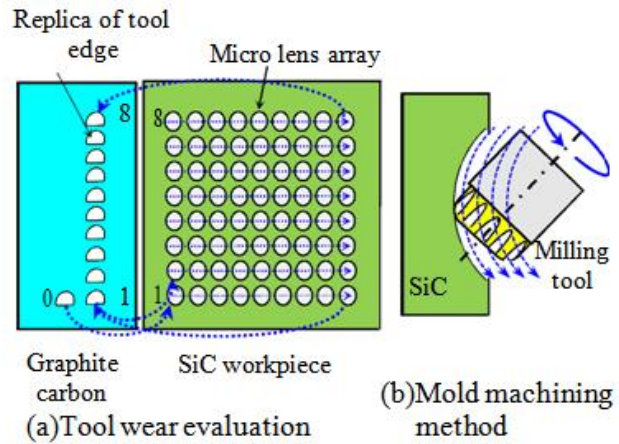 Replica of tool
edge
Micro lens array
8
8
0
1
1
Graphite
carbon
SiC workpiece
(a)Tool wear evaluation
SiC
Milling
tool
(b)Mold machining
method